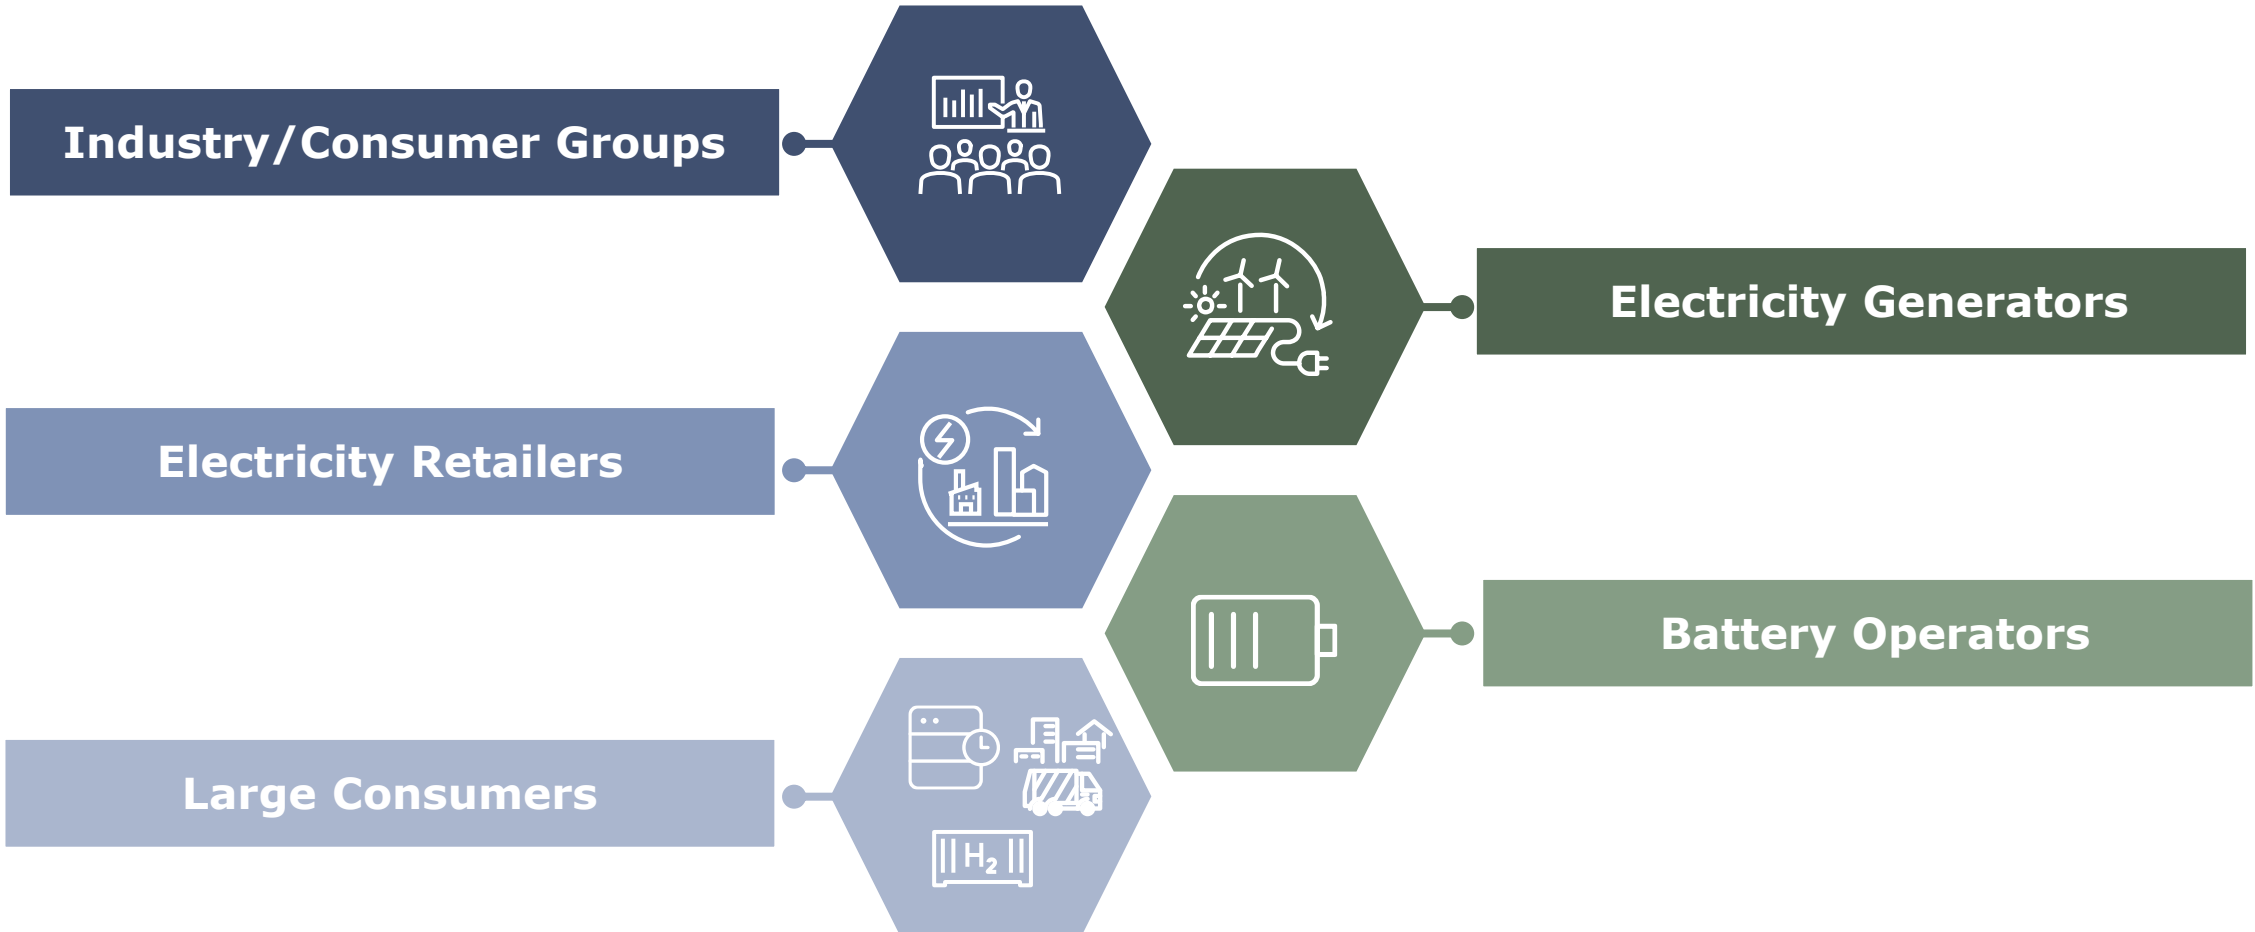 Industry/Consumer Groups
Electricity Generators
Electricity Retailers
Battery Operators
Large Consumers
H2